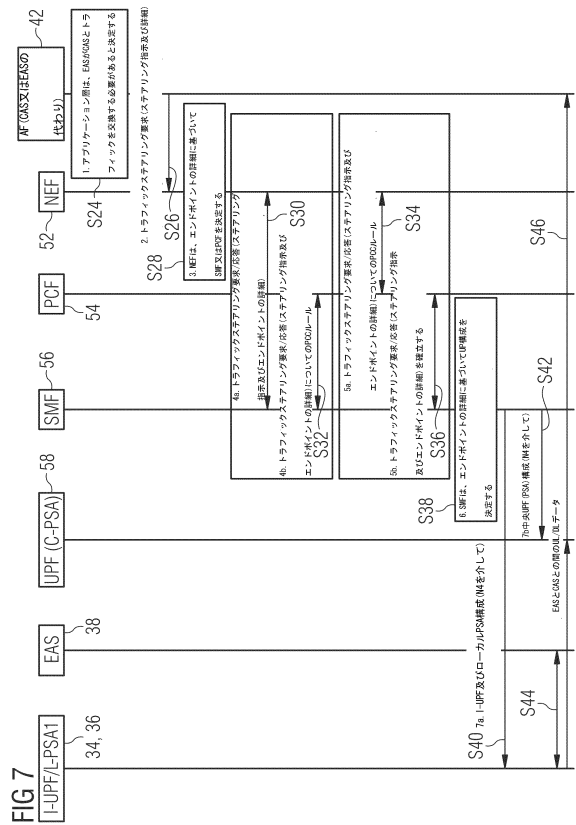 FIG 7
I-UPF/L-PSA1
34, 36
EAS
38
UPF (C-PSA)
58
SMF
56
PCF
54
NEF
52
AF(CAS又はEASの
代わり)
42
1. アプリケーション層は、EASがCASとトラ
フィックを交換する必要があると決定する
S24
2. トラフィックステアリング要求(ステアリング指示及び詳細)
S26
3. NEFは、エンドポイントの詳細に基づいて
SMF又はPCFを決定する
S28
4a. トラフィックステアリング要求/応答(ステアリング
指示及びエンドポイントの詳細)
S30
4b. トラフィックステアリング要求(ステアリング指示及び
エンドポイントの詳細)についてのPCCルール
S32
5a. トラフィックステアリング要求/応答(ステアリング指示及び
エンドポイントの詳細)についてのPCCルール
S34
5b. トラフィックステアリング要求/応答(ステアリング指示
及びエンドポイントの詳細)を確立する
S36
6. SMFは、エンドポイントの詳細に基づいてUP構成を
決定する
S38
7a. I-UPF及びローカルPSA構成(N4を介して)
S40
7b中央UPF(PSA)構成(N4を介して)
S42
S44
EASとCASとの間のUL/DLデータ
S46